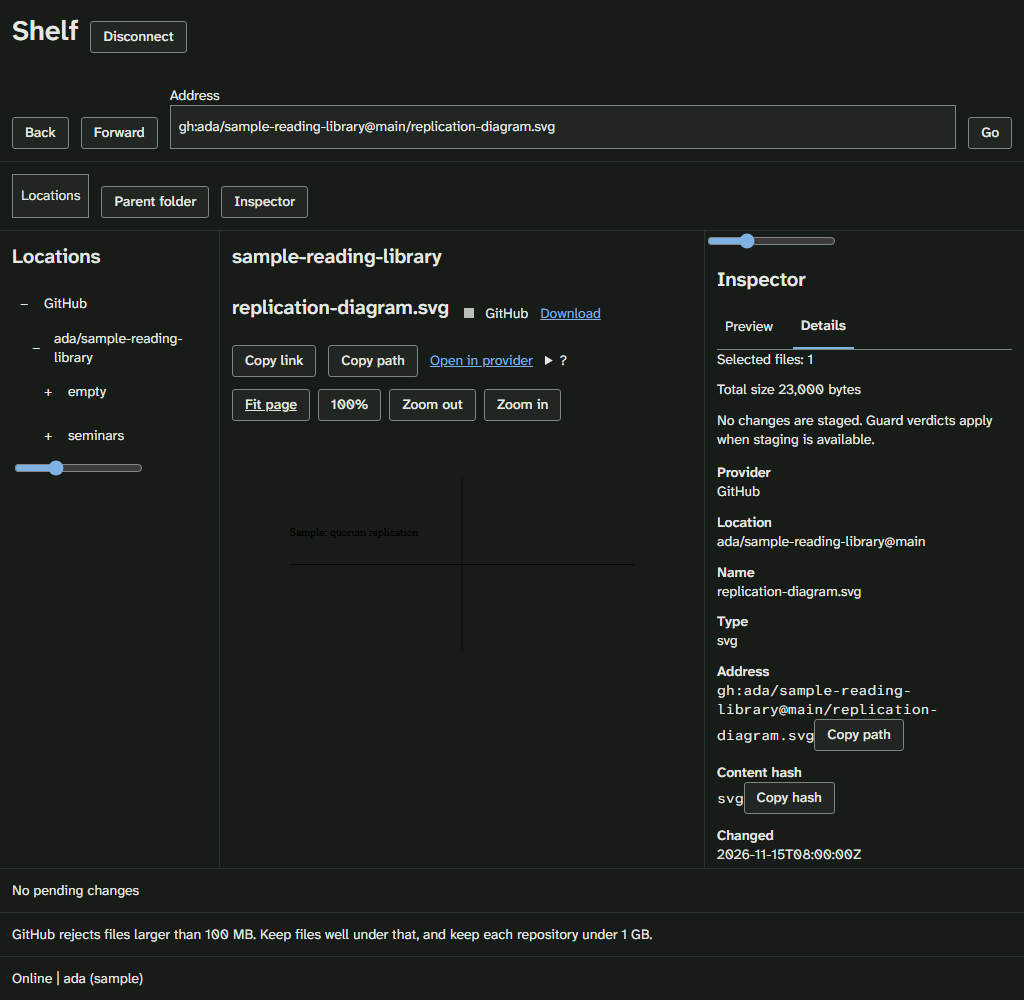 Shelf
Disconnect
Address
Back
Forward
gh:ada/sample-reading-library@main/replication-diagram.svg
Go
Locations
Parent folder
Inspector
Locations
– GitHub
– ada/sample-reading-
library
+ empty
+ seminars
sample-reading-library
replication-diagram.svg
GitHub
Download
Copy link
Copy path
Open in provider
?
Fit page
100%
Zoom out
Zoom in
Sample: quorum replication
Inspector
Preview
Details
Selected files: 1
Total size 23,000 bytes
No changes are staged. Guard verdicts apply
when staging is available.
Provider
GitHub
Location
ada/sample-reading-library@main
Name
replication-diagram.svg
Type
svg
Address
gh:ada/sample-reading-
library@main/replication-
diagram.svg
Copy path
Content hash
svg
Copy hash
Changed
2026-11-15T08:00:00Z
No pending changes
GitHub rejects files larger than 100 MB. Keep files well under that, and keep each repository under 1 GB.
Online | ada (sample)